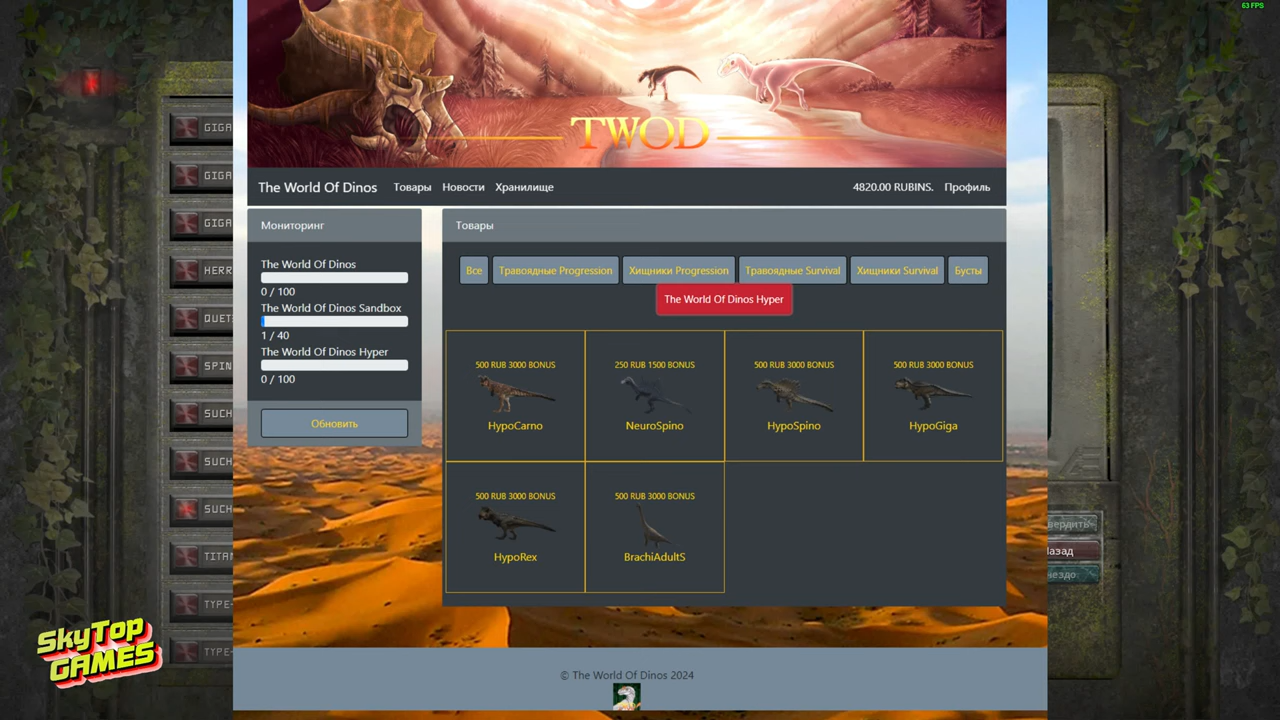 63 FPS
TWOD
The World Of Dinos Товары Новости Хранилище 4820.00 RUBINS. Профиль
Мониторинг
The World Of Dinos
0 / 100
The World Of Dinos Sandbox
1 / 40
The World Of Dinos Hyper
0 / 100
Обновить
Товары
Все Травоядные Progression Хищники Progression Травоядные Survival Хищники Survival Бусты
The World Of Dinos Hyper
500 RUB 3000 BONUS
HypoCarno
250 RUB 1500 BONUS
NeuroSpino
500 RUB 3000 BONUS
HypoSpino
500 RUB 3000 BONUS
HypoGiga
500 RUB 3000 BONUS
HypoRex
500 RUB 3000 BONUS
BrachiAdultS
© The World Of Dinos 2024
GIGA
GIGA
GIGA
HERR
QUET
SPIN
SUCH
SUCH
SUCH
TITA
TYPE-
TYPE-
вердить
Назад
нездо
SkyTop
GAMES